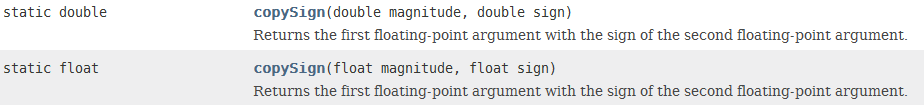 static double copySign(double magnitude, double sign)
Returns the first floating-point argument with the sign of the second floating-point argument.
static float copySign(float magnitude, float sign)
Returns the first floating-point argument with the sign of the second floating-point argument.